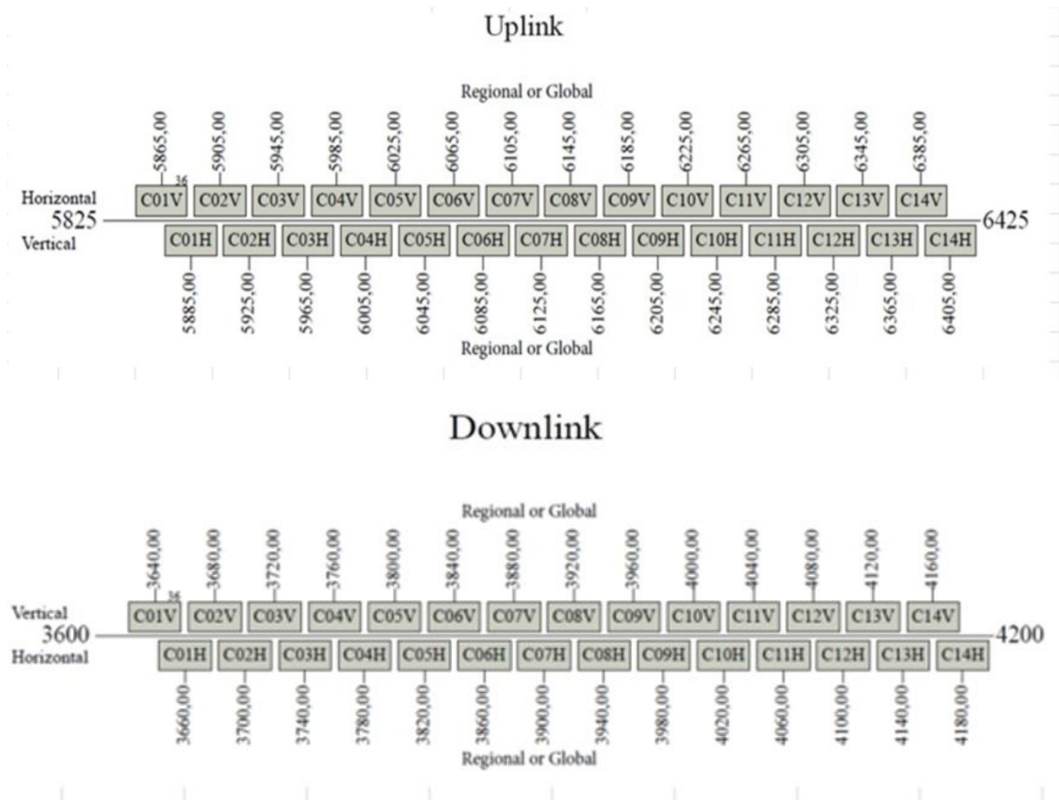 Uplink
Regional or Global
5865,00 5905,00 5945,00 5985,00 6025,00 6065,00 6105,00 6145,00 6185,00 6225,00 6265,00 6305,00 6345,00 6385,00
36
Horizontal C01V C02V C03V C04V C05V C06V C07V C08V C09V C10V C11V C12V C13V C14V
5825 6425
Vertical C01H C02H C03H C04H C05H C06H C07H C08H C09H C10H C11H C12H C13H C14H
5885,00 5925,00 5965,00 6005,00 6045,00 6085,00 6125,00 6165,00 6205,00 6245,00 6285,00 6325,00 6365,00 6405,00
Regional or Global
Downlink
Regional or Global
3640,00 3680,00 3720,00 3760,00 3800,00 3840,00 3880,00 3920,00 3960,00 4000,00 4040,00 4080,00 4120,00 4160,00
36
Vertical C01V C02V C03V C04V C05V C06V C07V C08V C09V C10V C11V C12V C13V C14V
3600 4200
Horizontal C01H C02H C03H C04H C05H C06H C07H C08H C09H C10H C11H C12H C13H C14H
3660,00 3700,00 3740,00 3780,00 3820,00 3860,00 3900,00 3940,00 3980,00 4020,00 4060,00 4100,00 4140,00 4180,00
Regional or Global